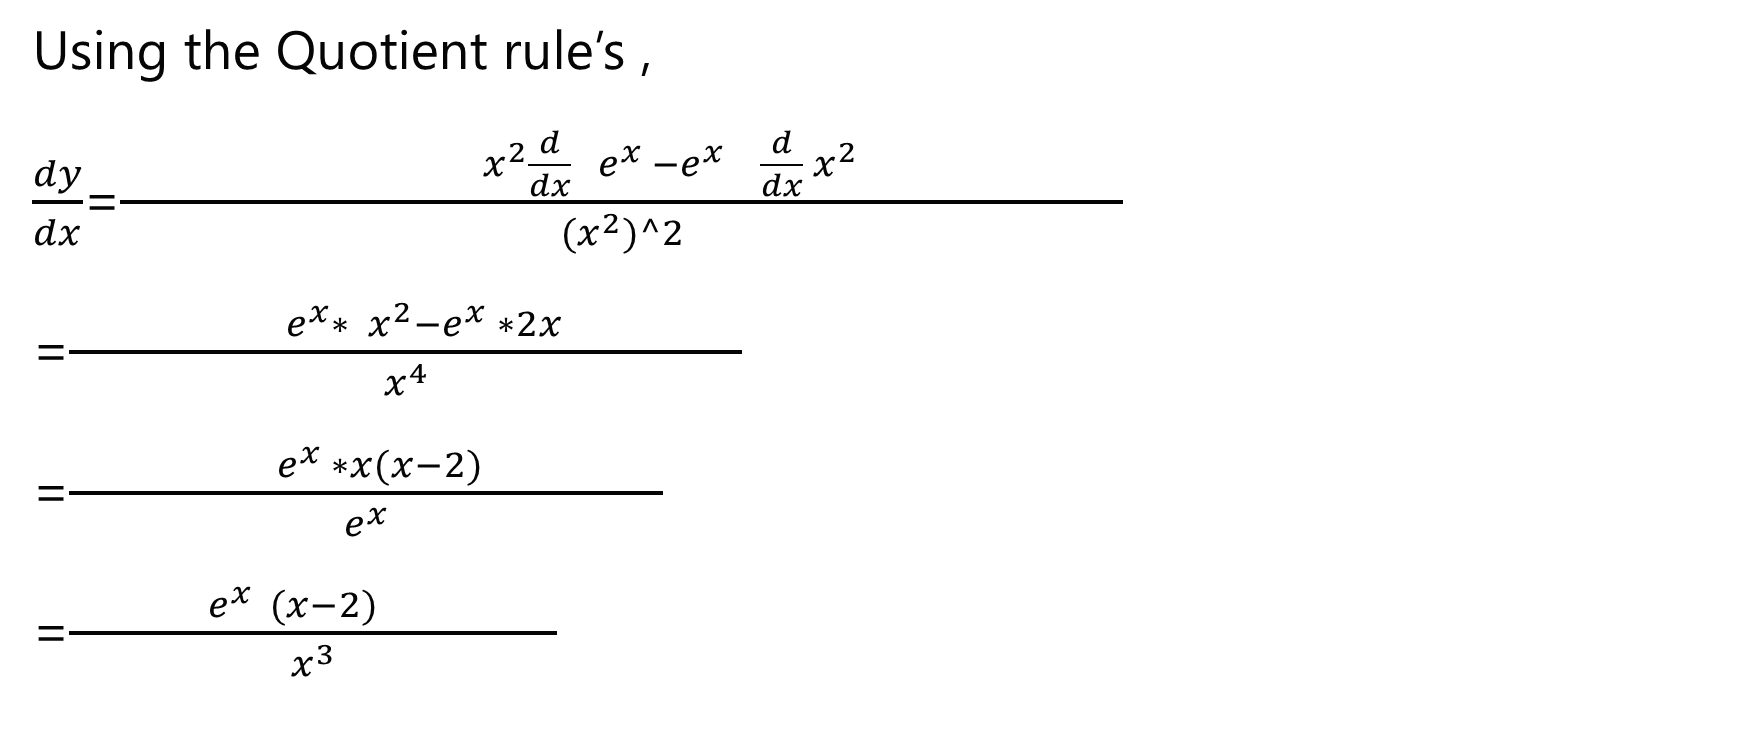 Using the Quotient rule's ,
dy/dx = (x² d/dx e^x − e^x d/dx x²) / (x²)^2
= (e^x * x² − e^x * 2x) / x⁴
= (e^x * x(x−2)) / e^x
= (e^x (x−2)) / x³